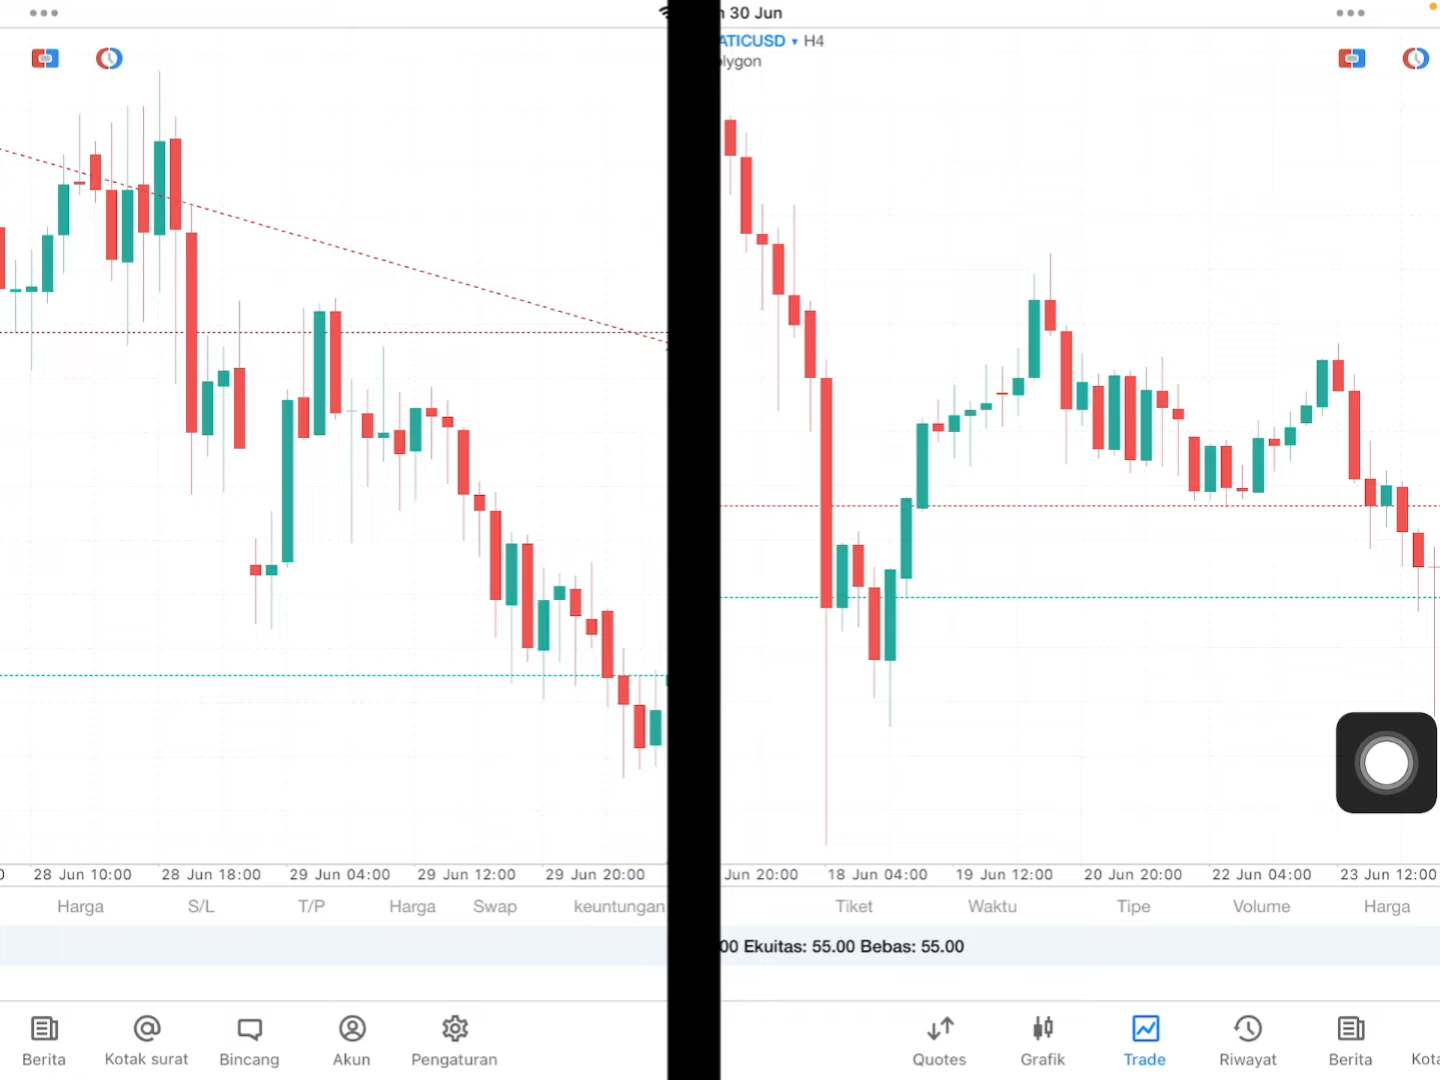 30 Jun
ATICUSD ▾ H4
lygon
28 Jun 10:00 28 Jun 18:00 29 Jun 04:00 29 Jun 12:00 29 Jun 20:00
Harga S/L T/P Harga Swap keuntungan
Berita Kotak surat Bincang Akun Pengaturan
Jun 20:00 18 Jun 04:00 19 Jun 12:00 20 Jun 20:00 22 Jun 04:00 23 Jun 12:00
Tiket Waktu Tipe Volume Harga
00 Ekuitas: 55.00 Bebas: 55.00
Quotes Grafik Trade Riwayat Berita Kota